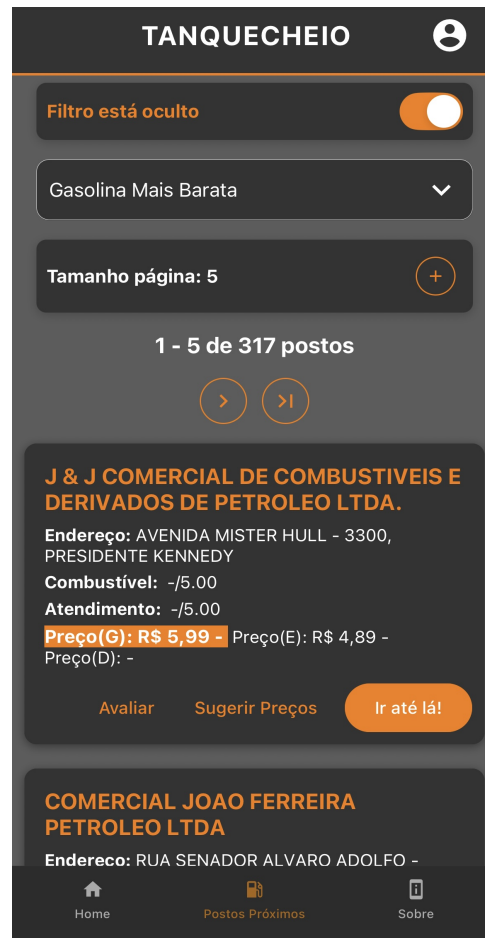 TANQUECHEIO
Filtro está oculto
Gasolina Mais Barata
Tamanho página: 5
1 - 5 de 317 postos
J & J COMERCIAL DE COMBUSTIVEIS E
DERIVADOS DE PETROLEO LTDA.
Endereço: AVENIDA MISTER HULL - 3300,
PRESIDENTE KENNEDY
Combustível: -/5.00
Atendimento: -/5.00
Preço(G): R$ 5,99 - Preço(E): R$ 4,89 -
Preço(D): -
Avaliar Sugerir Preços Ir até lá!
COMERCIAL JOAO FERREIRA
PETROLEO LTDA
Endereço: RUA SENADOR ALVARO ADOLFO -
Home Postos Próximos Sobre